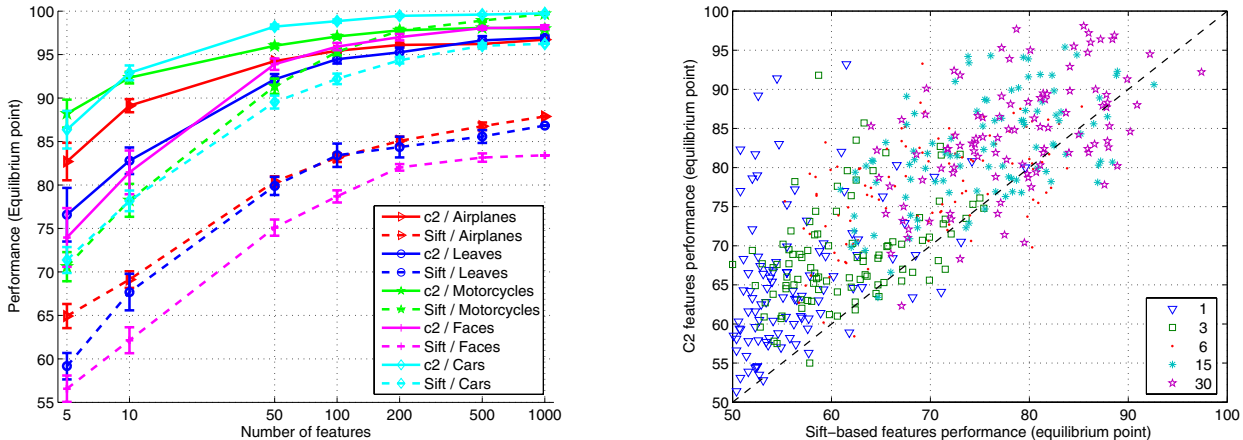 100
95
90
85
80
75
70
65
60
55
Performance (Equilibrium point)
5
10
50
100
200
500
1000
Number of features
c2 / Airplanes
Sift / Airplanes
c2 / Leaves
Sift / Leaves
c2 / Motorcycles
Sift / Motorcycles
c2 / Faces
Sift / Faces
c2 / Cars
Sift / Cars
100
95
90
85
80
75
70
65
60
55
50
C2 features performance (equilibrium point)
50
60
70
80
90
100
Sift-based features performance (equilibrium point)
1
3
6
15
30